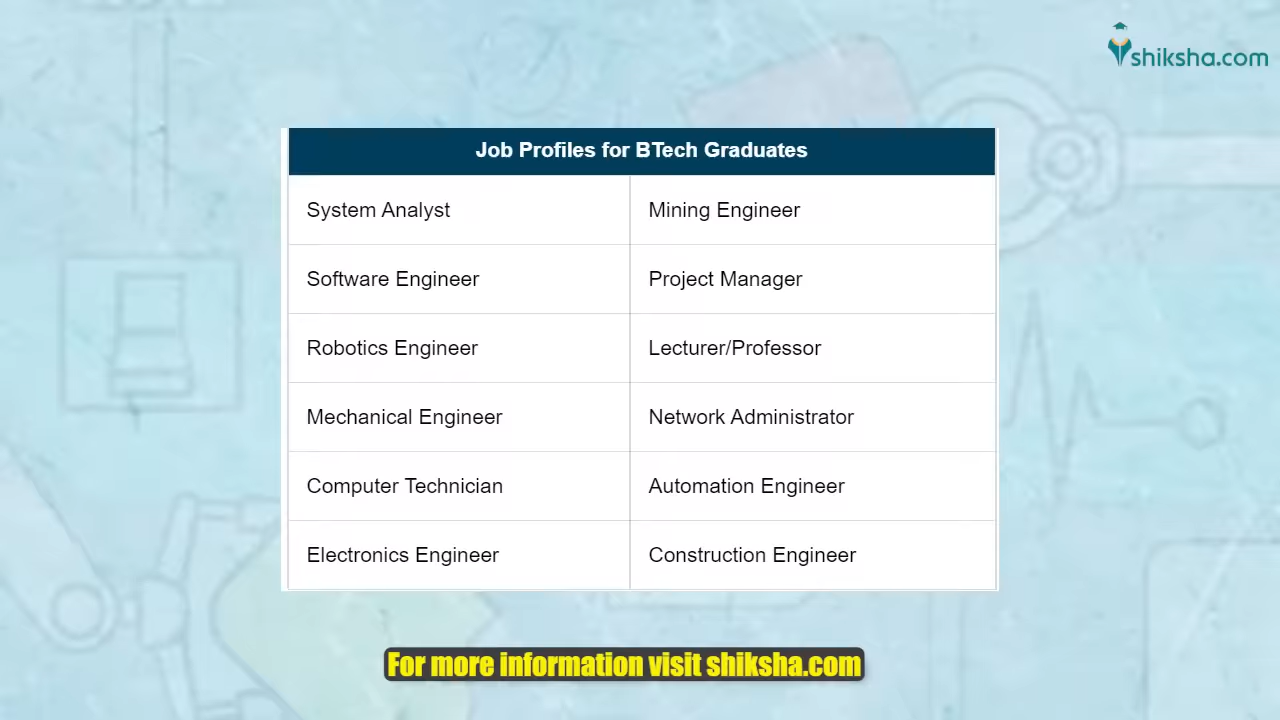 shiksha.com
Job Profiles for BTech Graduates
System Analyst
Mining Engineer
Software Engineer
Project Manager
Robotics Engineer
Lecturer/Professor
Mechanical Engineer
Network Administrator
Computer Technician
Automation Engineer
Electronics Engineer
Construction Engineer
For more information visit shiksha.com